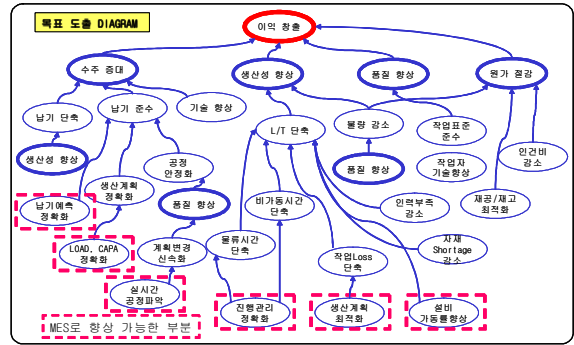 목표 도출 DIAGRAM
이익 창출
수주 증대
생산성 향상
품질 향상
원가 절감
납기 단축
납기 준수
기술 향상
L/T 단축
물량 감소
작업표준
준수
인건비
감소
생산성 향상
공정
안정화
품질 향상
작업자
기술향상
생산계획
정확화
납기예측
정확화
품질 향상
비가동시간
단축
인력부족
감소
재공/재고
최적화
LOAD, CAPA
정확화
계획변경
신속화
물류시간
단축
작업Loss
단축
자재
Shortage
감소
실시간
공정파악
진행관리
정확화
생산계획
최적화
설비
가동률향상
MES로 향상 가능한 부분